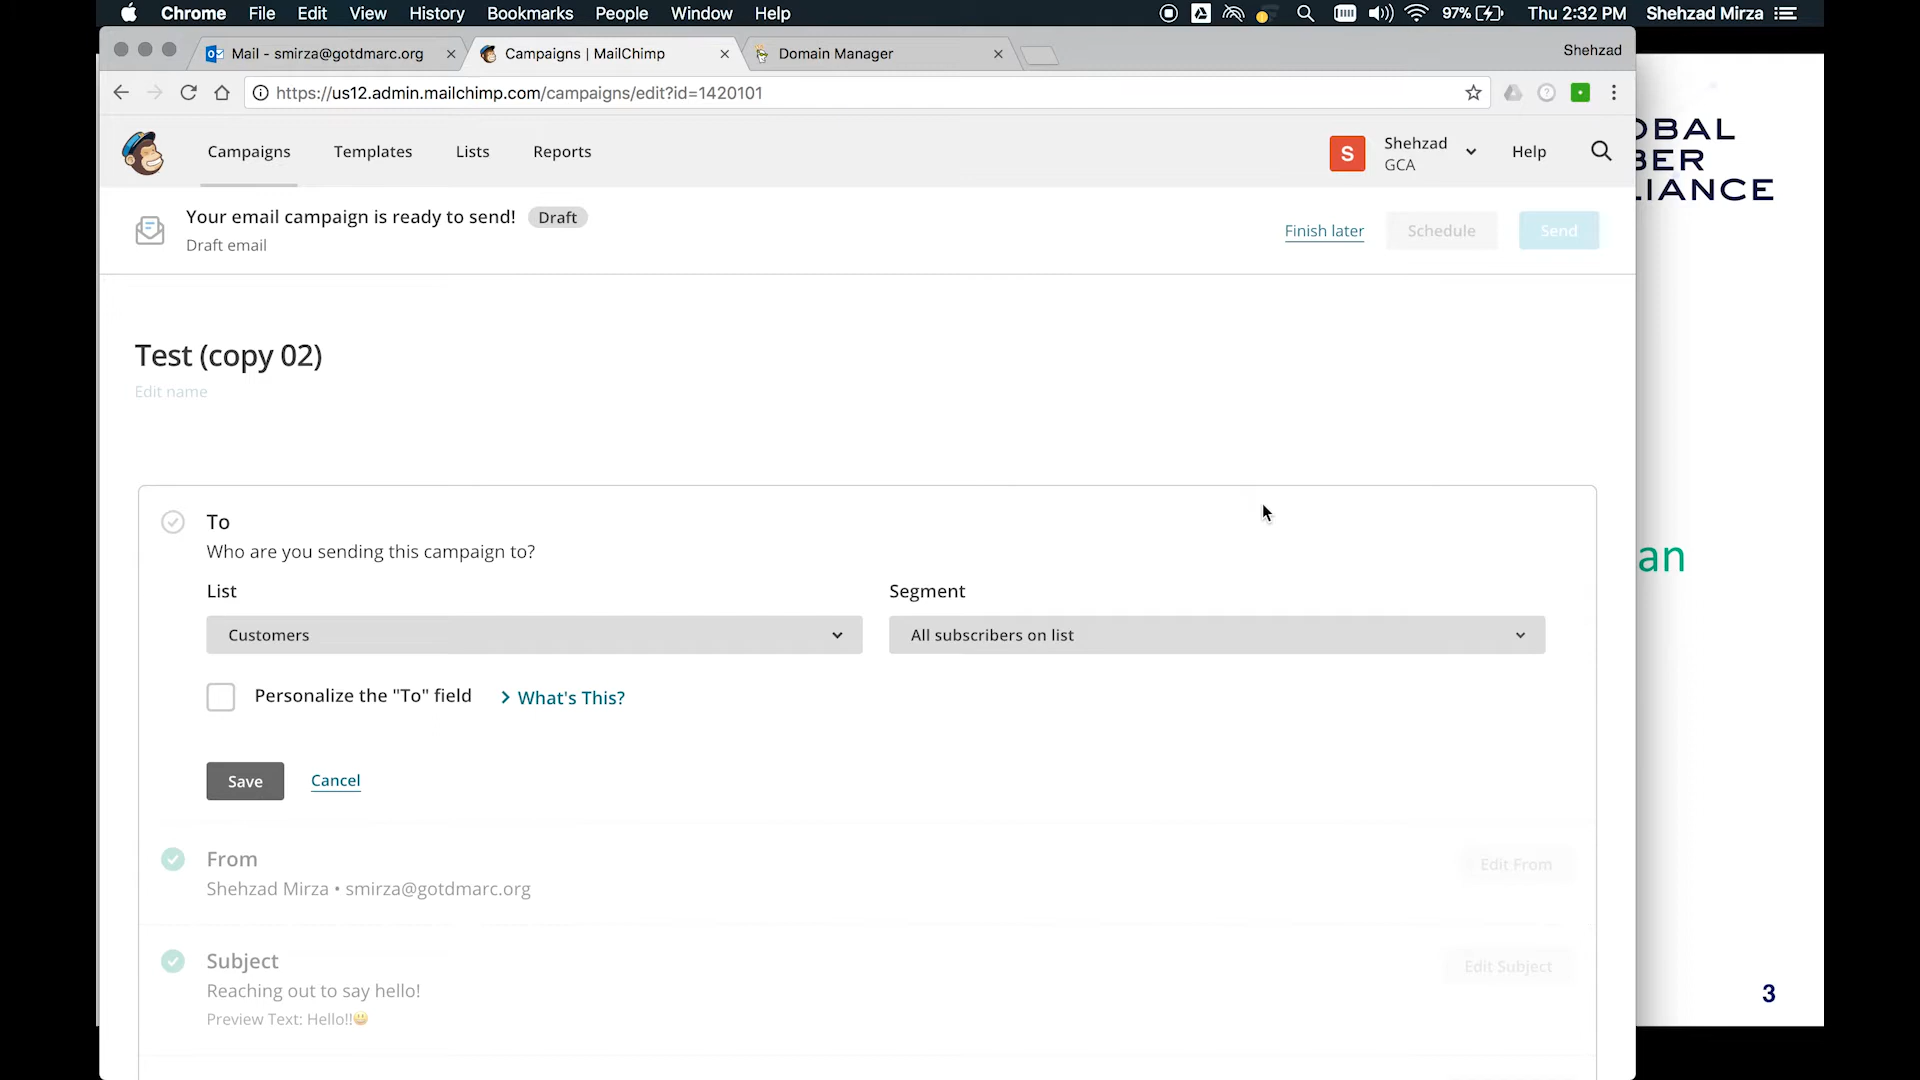 Chrome File Edit View History Bookmarks People Window Help 97% Thu 2:32 PM Shehzad Mirza
Mail - smirza@gotdmarc.org Campaigns | MailChimp Domain Manager Shehzad
https://us12.admin.mailchimp.com/campaigns/edit?id=1420101
Campaigns Templates Lists Reports S Shehzad GCA Help
OBAL
BER
LIANCE
Your email campaign is ready to send! Draft
Draft email
Finish later Schedule Send
Test (copy 02)
Edit name
To
Who are you sending this campaign to?
List Segment
Customers All subscribers on list
Personalize the "To" field What's This?
Save Cancel
From
Shehzad Mirza • smirza@gotdmarc.org
Edit From
Subject
Reaching out to say hello!
Preview Text: Hello!!😀
Edit Subject
an
3